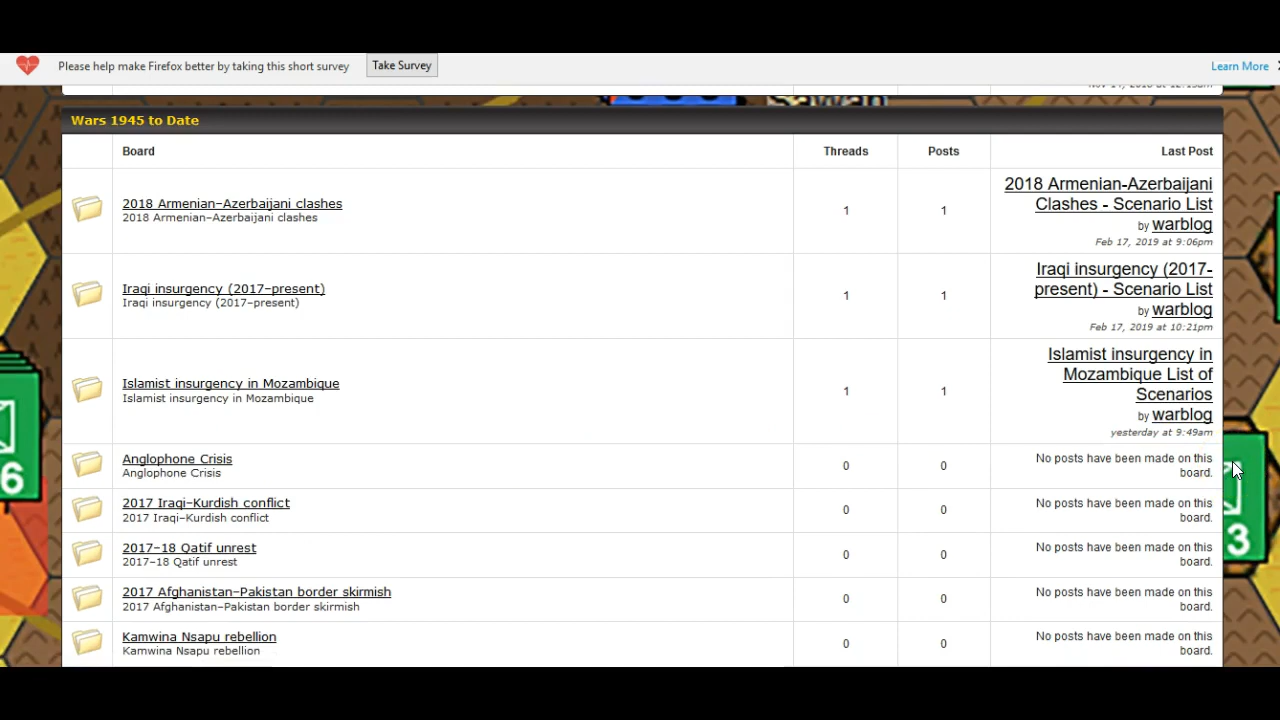 Please help make Firefox better by taking this short survey
Take Survey
Learn More
Wars 1945 to Date
Board
Threads
Posts
Last Post
2018 Armenian–Azerbaijani clashes
2018 Armenian–Azerbaijani clashes
1
1
2018 Armenian-Azerbaijani
Clashes - Scenario List
by warblog
Feb 17, 2019 at 9:06pm
Iraqi insurgency (2017–present)
Iraqi insurgency (2017–present)
1
1
Iraqi insurgency (2017-
present) - Scenario List
by warblog
Feb 17, 2019 at 10:21pm
Islamist insurgency in Mozambique
Islamist insurgency in Mozambique
1
1
Islamist insurgency in
Mozambique List of
Scenarios
by warblog
yesterday at 9:49am
Anglophone Crisis
Anglophone Crisis
0
0
No posts have been made on this
board.
2017 Iraqi–Kurdish conflict
2017 Iraqi–Kurdish conflict
0
0
No posts have been made on this
board.
2017–18 Qatif unrest
2017–18 Qatif unrest
0
0
No posts have been made on this
board.
2017 Afghanistan–Pakistan border skirmish
2017 Afghanistan–Pakistan border skirmish
0
0
No posts have been made on this
board.
Kamwina Nsapu rebellion
Kamwina Nsapu rebellion
0
0
No posts have been made on this
board.
6
3